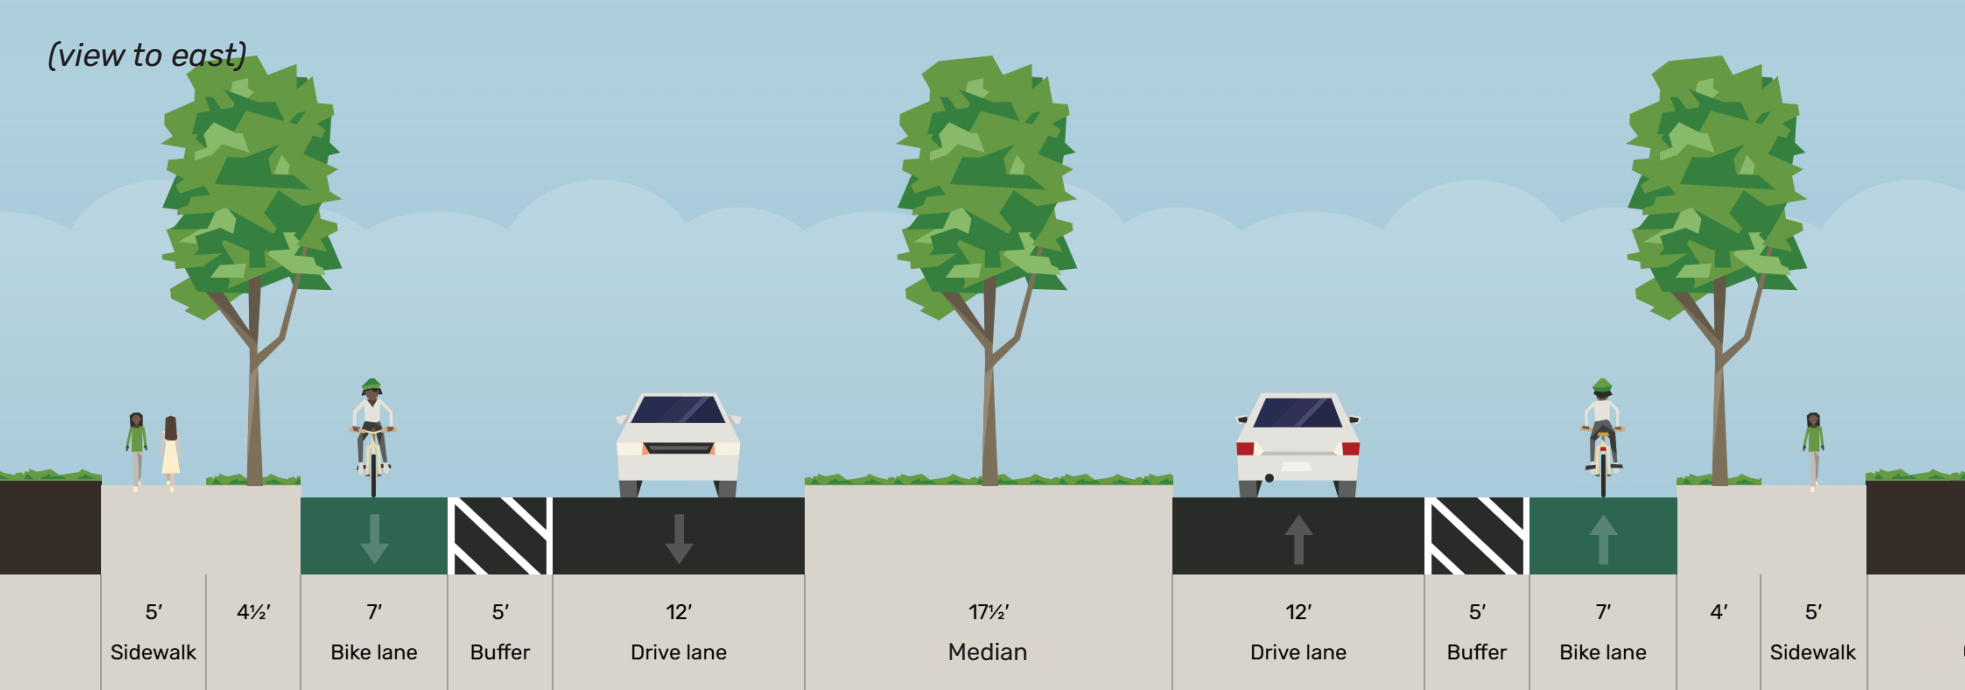 (view to east)
5′ 4½′ 7′ 5′ 12′ 17½′ 12′ 5′ 7′ 4′ 5′
Sidewalk Bike lane Buffer Drive lane Median Drive lane Buffer Bike lane Sidewalk